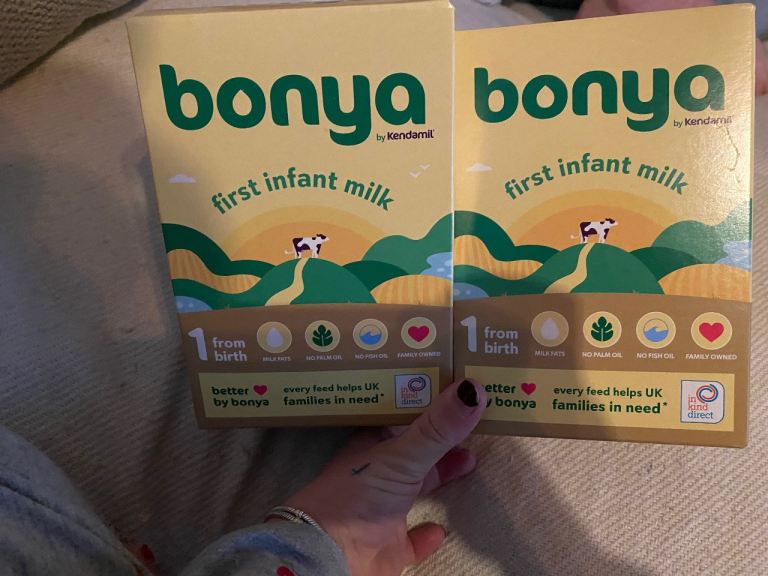 bonya
by Kendamil
first infant milk
1 from
birth
MILK FATS
NO PALM OIL
NO FISH OIL
FAMILY OWNED
better
by bonya
every feed helps UK
families in need*
in
kind
direct
bonya
by Kendamil
first infant milk
1 from
birth
MILK FATS
NO PALM OIL
NO FISH OIL
FAMILY OWNED
etter
by bonya
every feed helps UK
families in need*
in
kind
direct